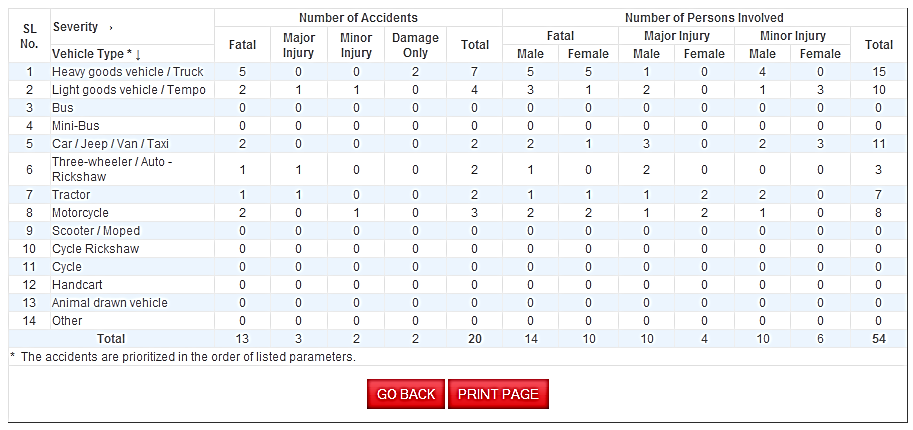 SL No. Severity → Number of Accidents Number of Persons Involved
Fatal Major Injury Minor Injury Damage Only Total Fatal Major Injury Minor Injury Total
Vehicle Type * ↓ Male Female Male Female Male Female
1 Heavy goods vehicle / Truck 5 0 0 2 7 5 5 1 0 4 0 15
2 Light goods vehicle / Tempo 2 1 1 0 4 3 1 2 0 1 3 10
3 Bus 0 0 0 0 0 0 0 0 0 0 0 0
4 Mini-Bus 0 0 0 0 0 0 0 0 0 0 0 0
5 Car / Jeep / Van / Taxi 2 0 0 0 2 2 1 3 0 2 3 11
6 Three-wheeler / Auto - Rickshaw 1 1 0 0 2 1 0 2 0 0 0 3
7 Tractor 1 1 0 0 2 1 1 1 2 2 0 7
8 Motorcycle 2 0 1 0 3 2 2 1 2 1 0 8
9 Scooter / Moped 0 0 0 0 0 0 0 0 0 0 0 0
10 Cycle Rickshaw 0 0 0 0 0 0 0 0 0 0 0 0
11 Cycle 0 0 0 0 0 0 0 0 0 0 0 0
12 Handcart 0 0 0 0 0 0 0 0 0 0 0 0
13 Animal drawn vehicle 0 0 0 0 0 0 0 0 0 0 0 0
14 Other 0 0 0 0 0 0 0 0 0 0 0 0
Total 13 3 2 2 20 14 10 10 4 10 6 54
* The accidents are prioritized in the order of listed parameters.
GO BACK PRINT PAGE